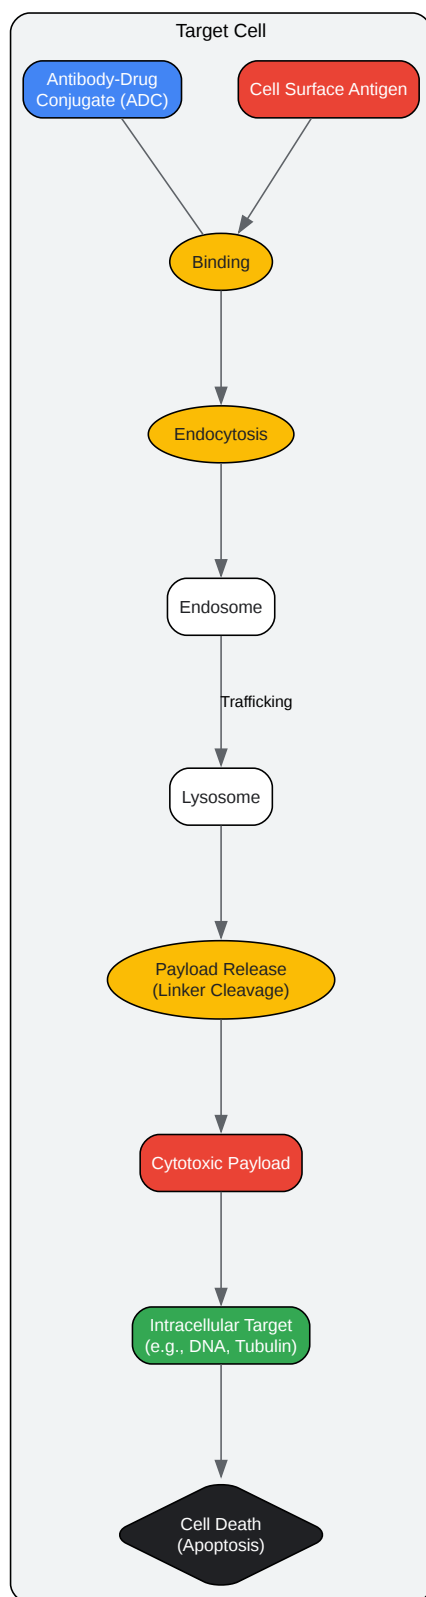 Target Cell
Antibody-Drug
Conjugate (ADC)
Cell Surface Antigen
Binding
Endocytosis
Endosome
Trafficking
Lysosome
Payload Release
(Linker Cleavage)
Cytotoxic Payload
Intracellular Target
(e.g., DNA, Tubulin)
Cell Death
(Apoptosis)